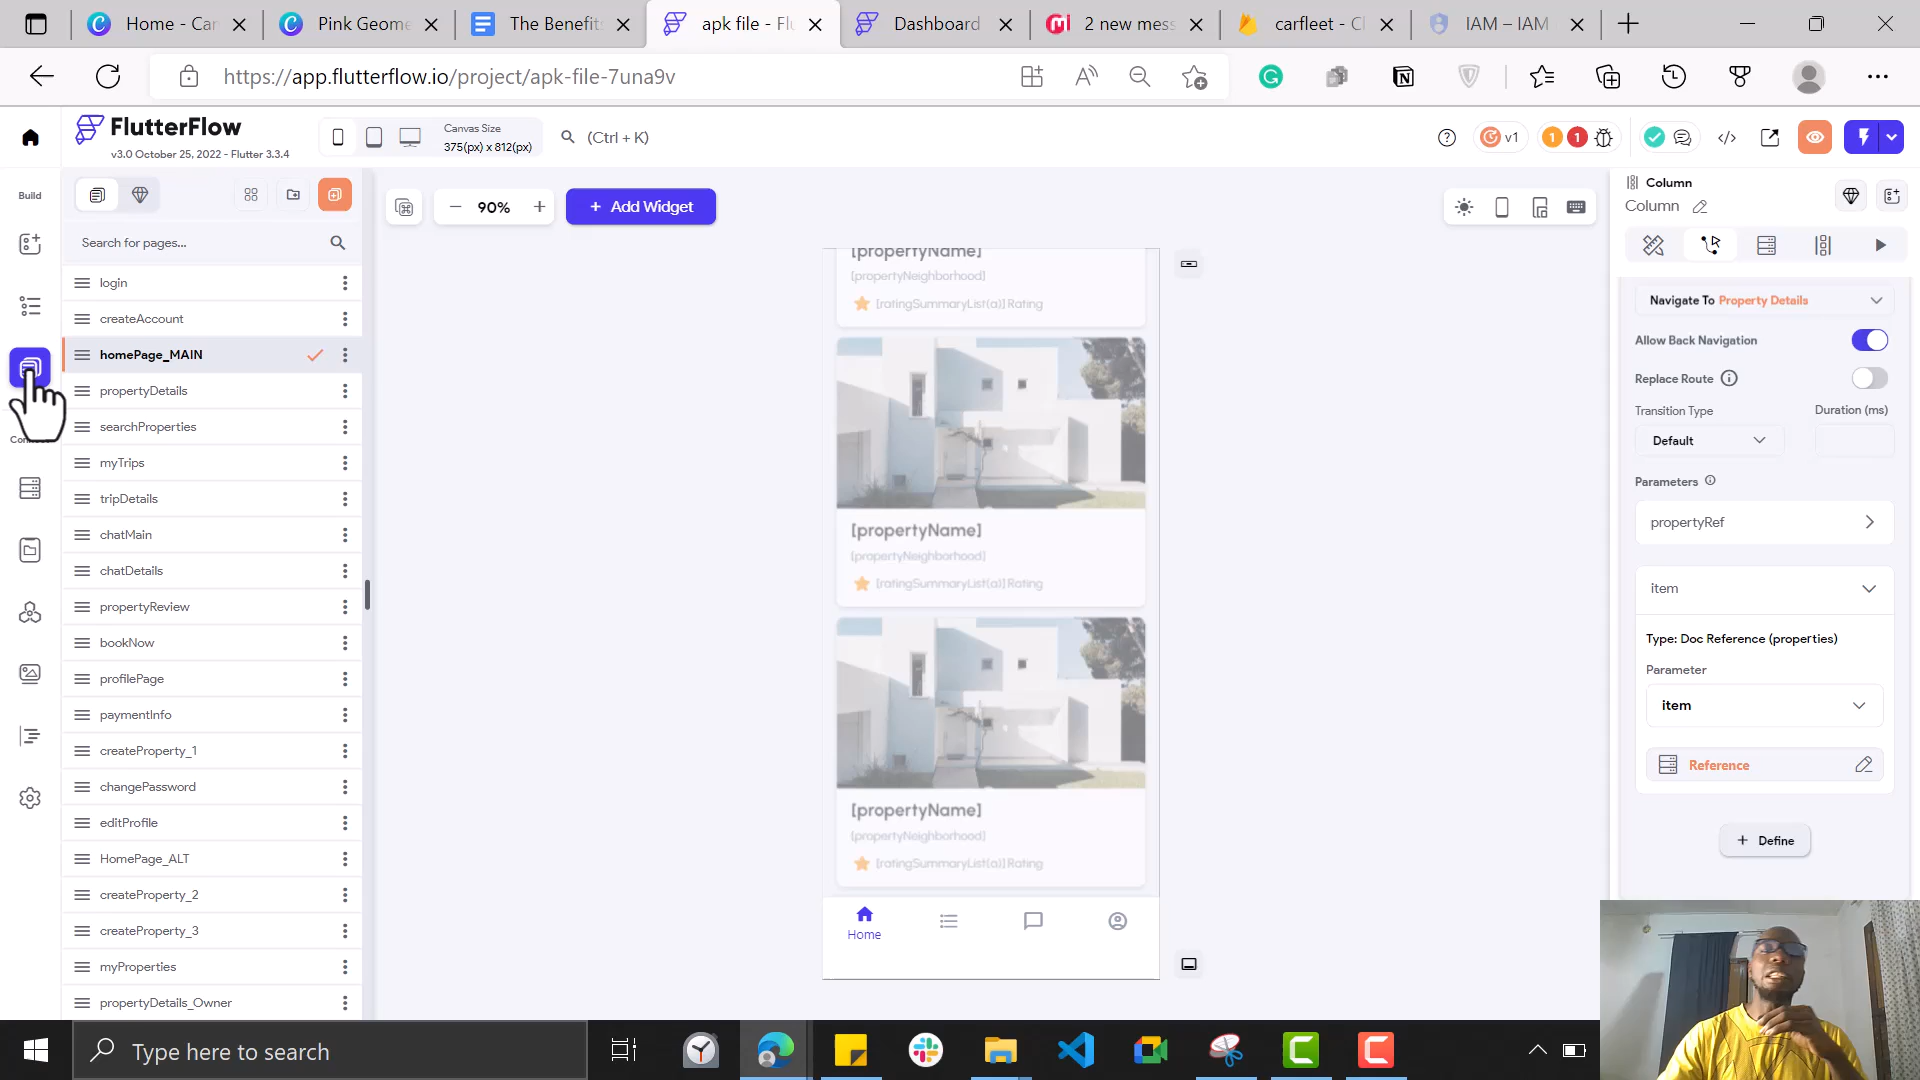 Home - Can
Pink Geome
The Benefit
apk file - Flu
Dashboard
2 new mess
carfleet - Cl
IAM – IAM
https://app.flutterflow.io/project/apk-file-7una9v
FlutterFlow
v3.0 October 25, 2022 - Flutter 3.3.4
Canvas Size
375(px) x 812(px)
(Ctrl + K)
v1
1
1
Build
Search for pages...
90%
+ Add Widget
login
createAccount
homePage_MAIN
propertyDetails
searchProperties
myTrips
tripDetails
chatMain
chatDetails
propertyReview
bookNow
profilePage
paymentInfo
createProperty_1
changePassword
editProfile
HomePage_ALT
createProperty_2
createProperty_3
myProperties
propertyDetails_Owner
[propertyName]
[propertyNeighborhood]
[ratingSummaryList(a)] Rating
[propertyName]
[propertyNeighborhood]
[ratingSummaryList(a)] Rating
[propertyName]
[propertyNeighborhood]
[ratingSummaryList(a)] Rating
Home
Column
Column
Navigate To Property Details
Allow Back Navigation
Replace Route
Transition Type
Duration (ms)
Default
Parameters
propertyRef
item
Type: Doc Reference (properties)
Parameter
item
Reference
+ Define
Type here to search